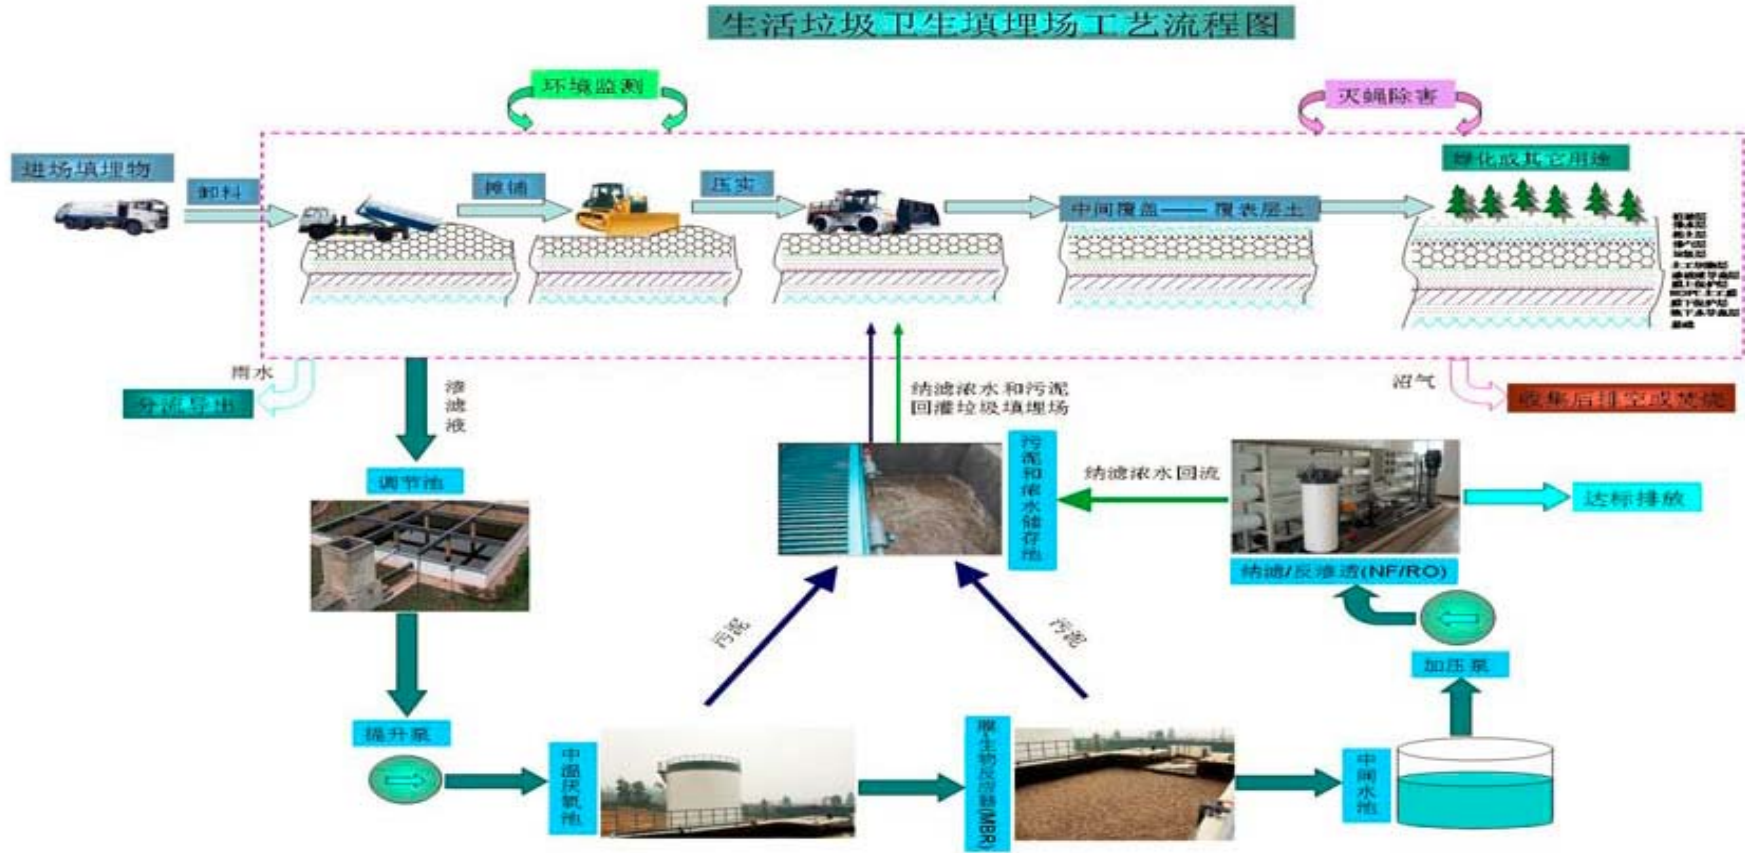 生活垃圾卫生填埋场工艺流程图
环境监测
灭蝇除害
进场填埋物
卸料
摊铺
压实
中间覆盖——覆表层土
绿化或其它用途
雨水
分流导出
渗滤液
纳滤浓水和污泥
回灌垃圾填埋场
沼气
收集后排空或焚烧
调节池
污泥和浓水储存池
纳滤浓水回流
达标排放
纳滤/反渗透(NF/RO)
污泥
污泥
加压泵
提升泵
中温厌氧池
膜生物反应器(MBR)
中间水池